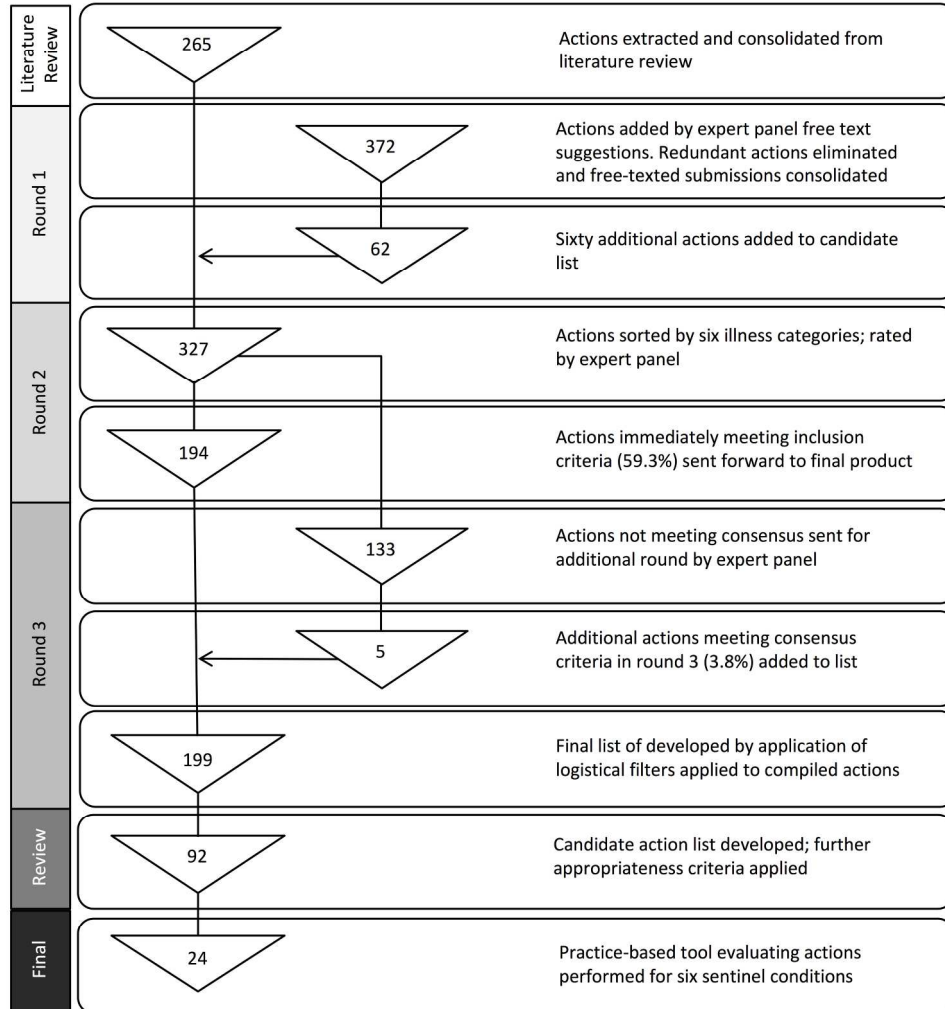 Literature
Review
265
Actions extracted and consolidated from
literature review
Round 1
372
Actions added by expert panel free text
suggestions. Redundant actions eliminated
and free-texted submissions consolidated
62
Sixty additional actions added to candidate
list
Round 2
327
Actions sorted by six illness categories; rated
by expert panel
194
Actions immediately meeting inclusion
criteria (59.3%) sent forward to final product
Round 3
133
Actions not meeting consensus sent for
additional round by expert panel
5
Additional actions meeting consensus
criteria in round 3 (3.8%) added to list
199
Final list of developed by application of
logistical filters applied to compiled actions
Review
92
Candidate action list developed; further
appropriateness criteria applied
Final
24
Practice-based tool evaluating actions
performed for six sentinel conditions